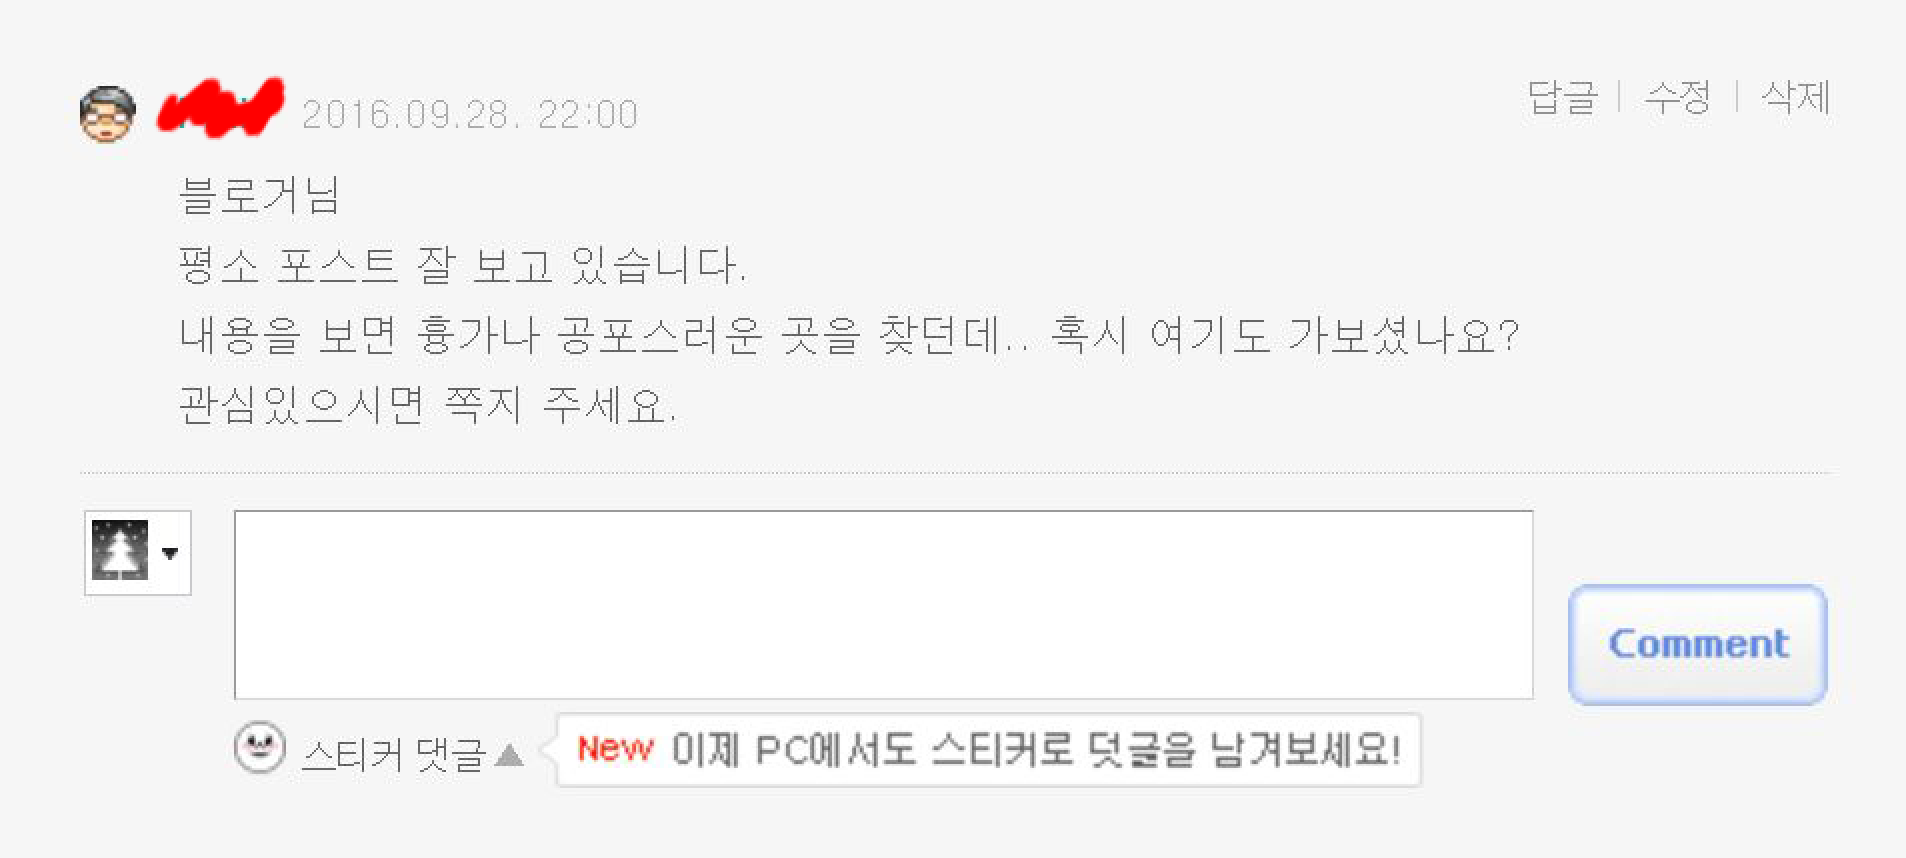 2016.09.28. 22:00
답글 | 수정 | 삭제
블로거님
평소 포스트 잘 보고 있습니다.
내용을 보면 흉가나 공포스러운 곳을 찾던데.. 혹시 여기도 가보셨나요?
관심있으시면 쪽지 주세요.
Comment
스티커 댓글▲ New 이제 PC에서도 스티커로 덧글을 남겨보세요!